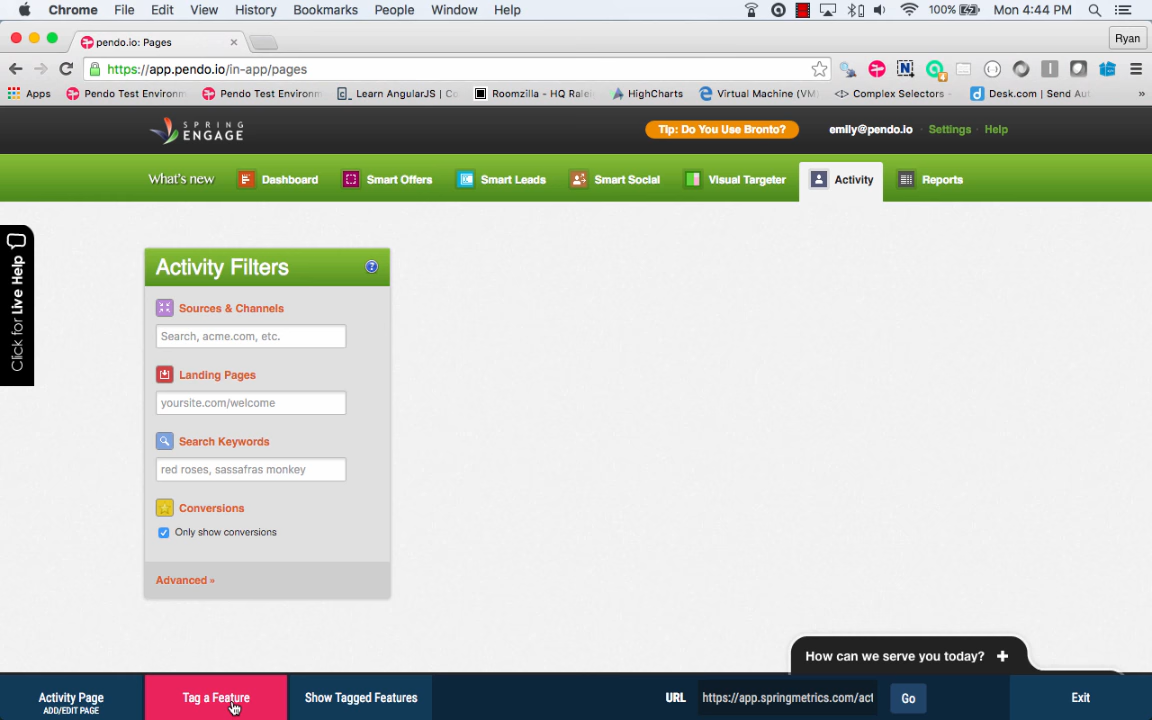 Chrome File Edit View History Bookmarks People Window Help 100% Mon 4:44 PM
pendo.io: Pages Ryan
https://app.pendo.io/in-app/pages
Apps Pendo Test Environm Pendo Test Environm Learn AngularJS | Co Roomzilla - HQ Ralei HighCharts Virtual Machine (VM) <> Complex Selectors - Desk.com | Send Aut »
SPRING ENGAGE Tip: Do You Use Bronto? emily@pendo.io · Settings · Help
What's new Dashboard Smart Offers Smart Leads Smart Social Visual Targeter Activity Reports
Click for Live Help
Activity Filters ?
Sources & Channels
Search, acme.com, etc.
Landing Pages
yoursite.com/welcome
Search Keywords
red roses, sassafras monkey
Conversions
Only show conversions
Advanced »
How can we serve you today? +
Activity Page Tag a Feature Show Tagged Features URL https://app.springmetrics.com/act Go Exit
ADD/EDIT PAGE